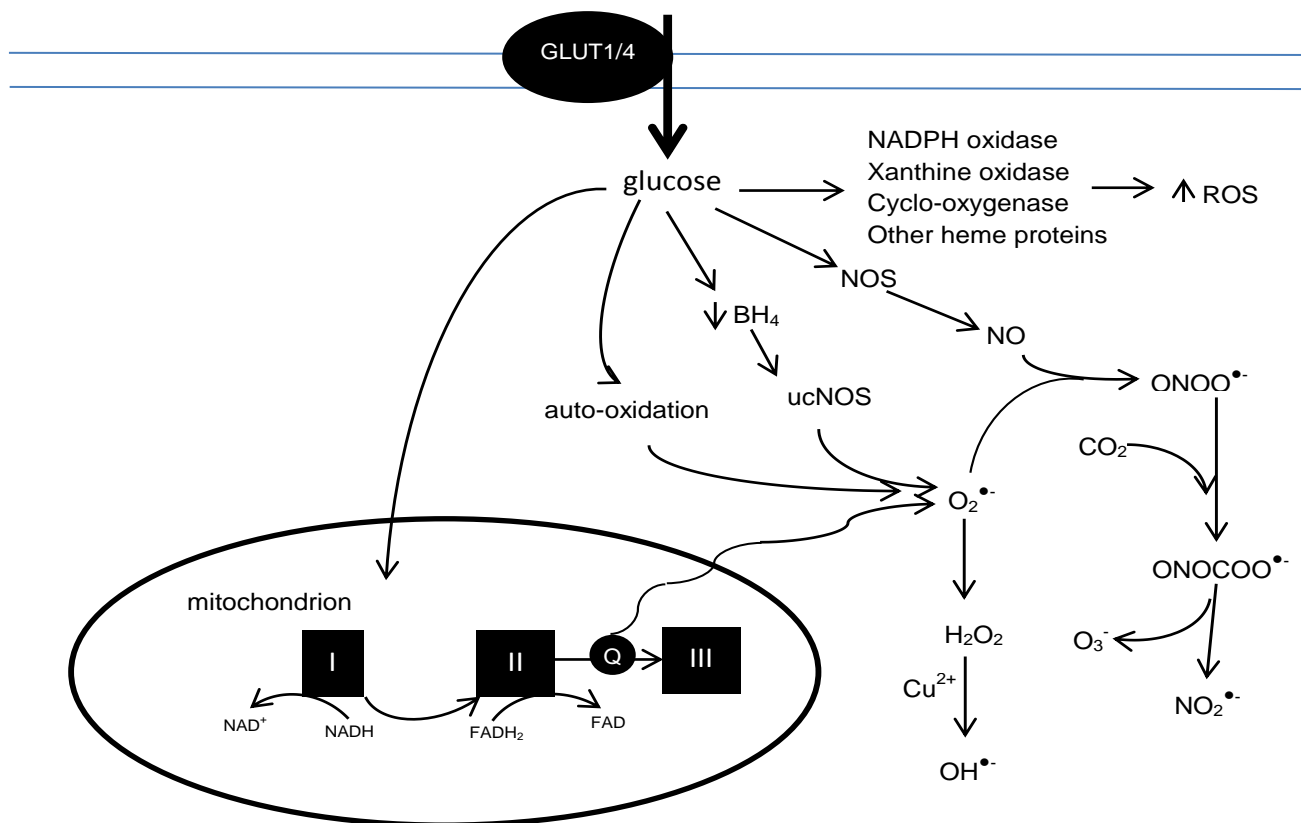 GLUT1/4
glucose
NADPH oxidase
Xanthine oxidase
Cyclo-oxygenase
Other heme proteins
↑ ROS
NOS
↓ BH₄
NO
ONOO•⁻
auto-oxidation
ucNOS
CO₂
O₂•⁻
ONOCOO•⁻
mitochondrion
I
II
Q
III
H₂O₂
O₃⁻
Cu²⁺
NO₂•⁻
NAD⁺
NADH
FADH₂
FAD
OH•⁻